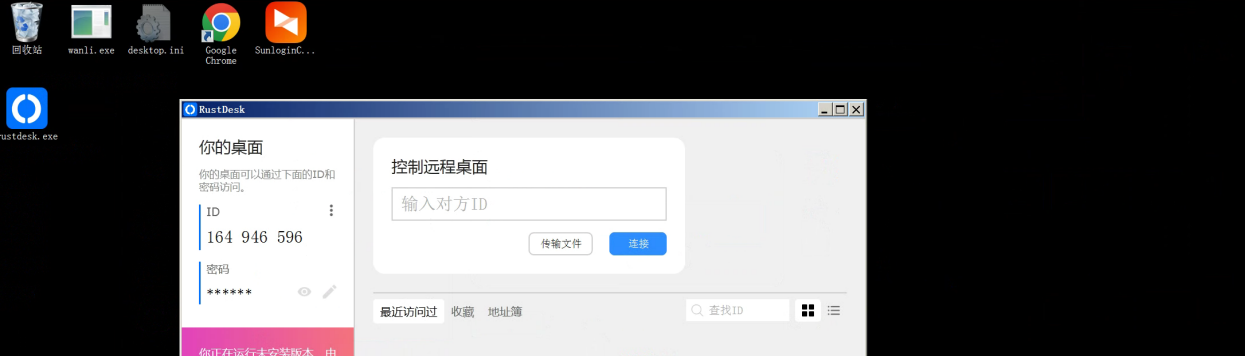 回收站
wanli.exe
desktop.ini
Google
Chrome
SunloginC...
rustdesk.exe
RustDesk
你的桌面
你的桌面可以通过下面的ID和
密码访问。
ID
164 946 596
密码
******
你正在运行未安装版本，由
控制远程桌面
输入对方ID
传输文件
连接
最近访问过
收藏
地址簿
查找ID